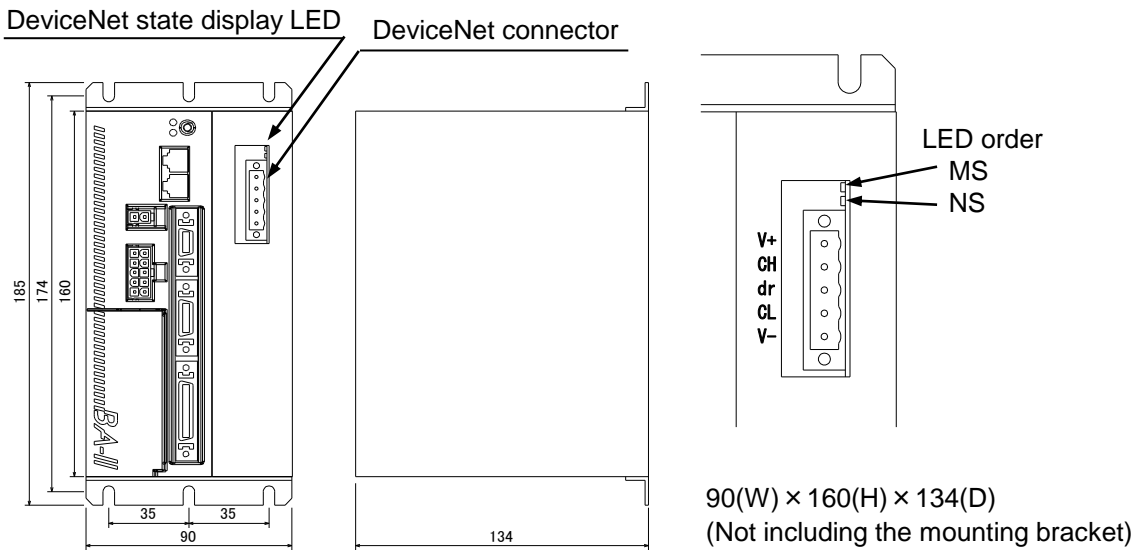 DeviceNet state display LED
DeviceNet connector
LED order
MS
NS
V+
CH
dr
CL
V-
185
174
160
BA-II
35
35
90
134
90(W) × 160(H) × 134(D)
(Not including the mounting bracket)